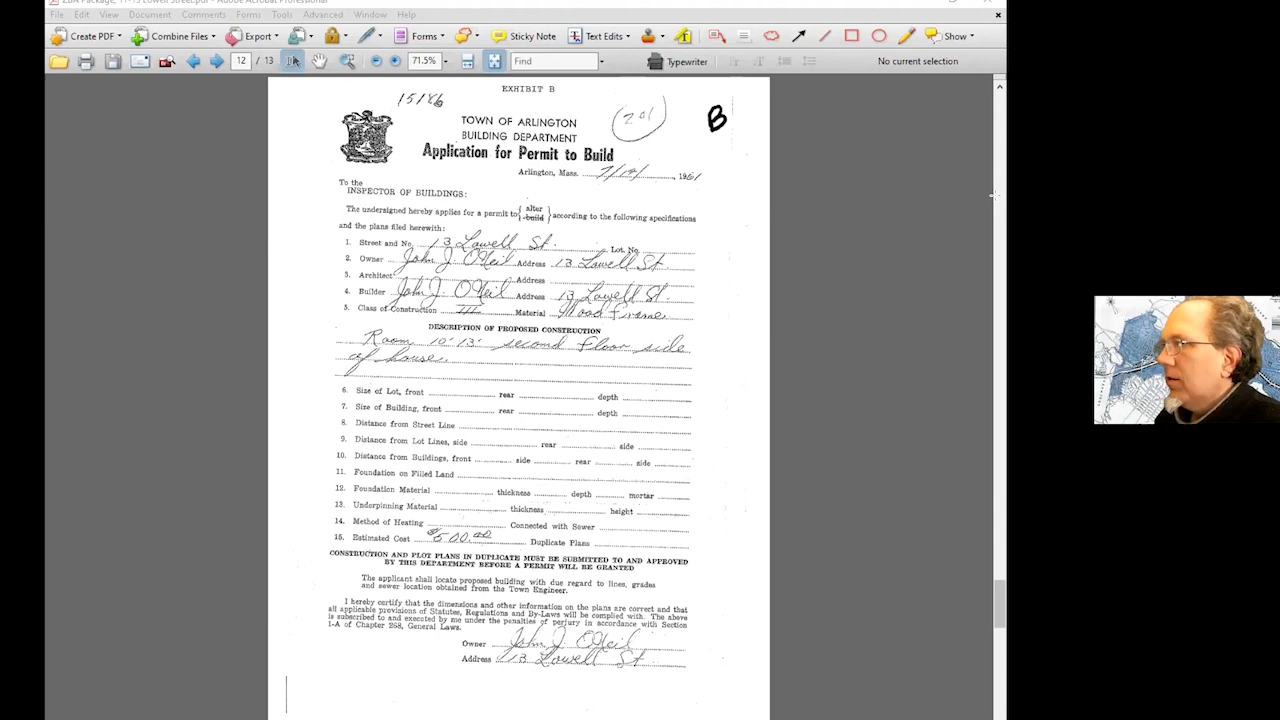 ZBA Package, 11-13 Lowell Street.pdf - Adobe Acrobat Professional
File Edit View Document Comments Forms Tools Advanced Window Help
Create PDF Combine Files Export Forms Sticky Note Text Edits Show
12 / 13 71.5% Find Typewriter No current selection
EXHIBIT B
15186
201
B
TOWN OF ARLINGTON
BUILDING DEPARTMENT
Application for Permit to Build
Arlington, Mass. 7/19/, 1961
To the
INSPECTOR OF BUILDINGS:
The undersigned hereby applies for a permit to { alter build } according to the following specifications
and the plans filed herewith:
1. Street and No. 13 Lowell St. Lot No.
2. Owner John J. O'Neil Address 13 Lowell St.
3. Architect Address
4. Builder John J. O'Neil Address 13 Lowell St.
5. Class of Construction III Material Wood Frame
DESCRIPTION OF PROPOSED CONSTRUCTION
Room 10' 13' second floor side
of house.
6. Size of Lot, front rear depth
7. Size of Building, front rear depth
8. Distance from Street Line
9. Distance from Lot Lines, side rear side
10. Distance from Buildings, front side rear side
11. Foundation on Filled Land
12. Foundation Material thickness depth mortar
13. Underpinning Material thickness height
14. Method of Heating Connected with Sewer
15. Estimated Cost $500.00 Duplicate Plans
CONSTRUCTION AND PLOT PLANS IN DUPLICATE MUST BE SUBMITTED TO AND APPROVED
BY THIS DEPARTMENT BEFORE A PERMIT WILL BE GRANTED
The applicant shall locate proposed building with due regard to lines, grades
and sewer location obtained from the Town Engineer.
I hereby certify that the dimensions and other information on the plans are correct and that
all applicable provisions of Statutes, Regulations and By-Laws will be complied with. The above
is subscribed to and executed by me under the penalties of perjury in accordance with Section
1-A of Chapter 268, General Laws.
Owner John J. O'Neil
Address 13 Lowell St.